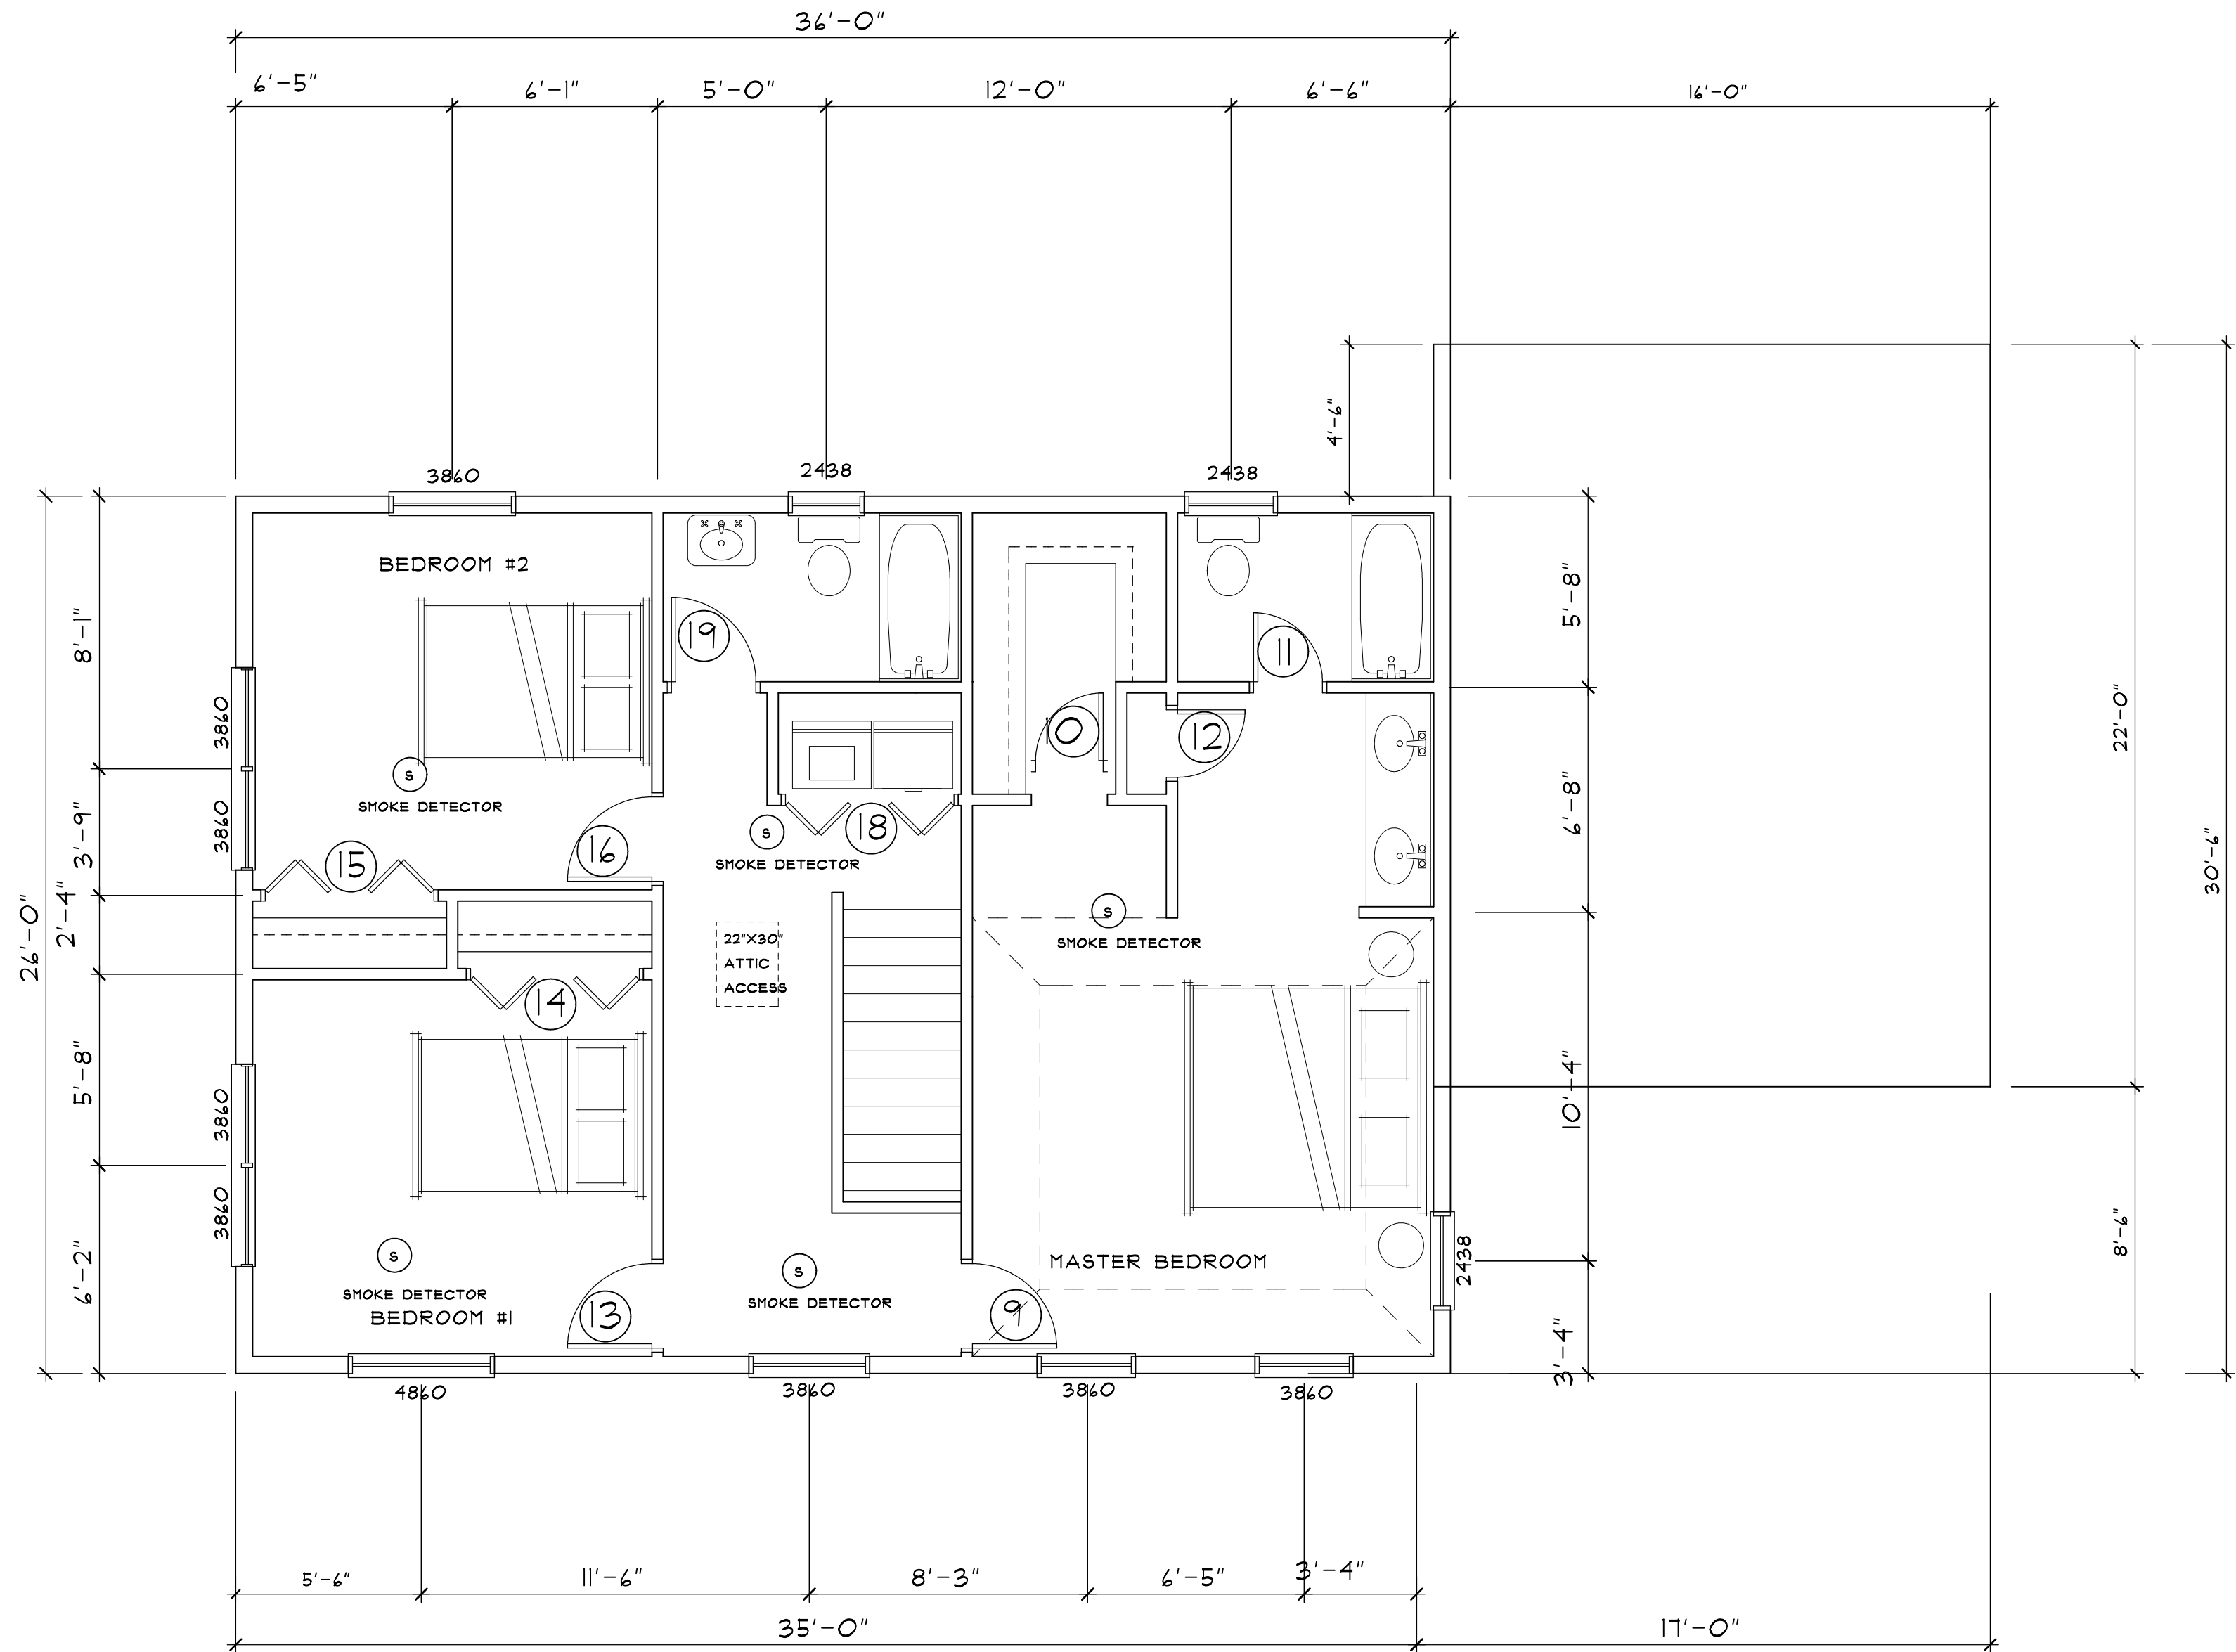 36'-0"
6'-5" 6'-1" 5'-0" 12'-0" 6'-6" 16'-0"
4'-6"
3860 2438 2438
BEDROOM #2
5'-8"
8'-1"
19 11
3860
10 12
22'-0"
S
SMOKE DETECTOR
3860
3'-9"
6'-8"
18
S
SMOKE DETECTOR
16
15
30'-6"
2'-4"
26'-0"
S
SMOKE DETECTOR
22"X30"
ATTIC
ACCESS
14
5'-8"
3860
10'-4"
3860
6'-2"
8'-6"
S
SMOKE DETECTOR
BEDROOM #1
S
SMOKE DETECTOR
MASTER BEDROOM
2438
13 9
3'-4"
4860 3860 3860 3860
5'-6" 11'-6" 8'-3" 6'-5" 3'-4"
35'-0" 17'-0"